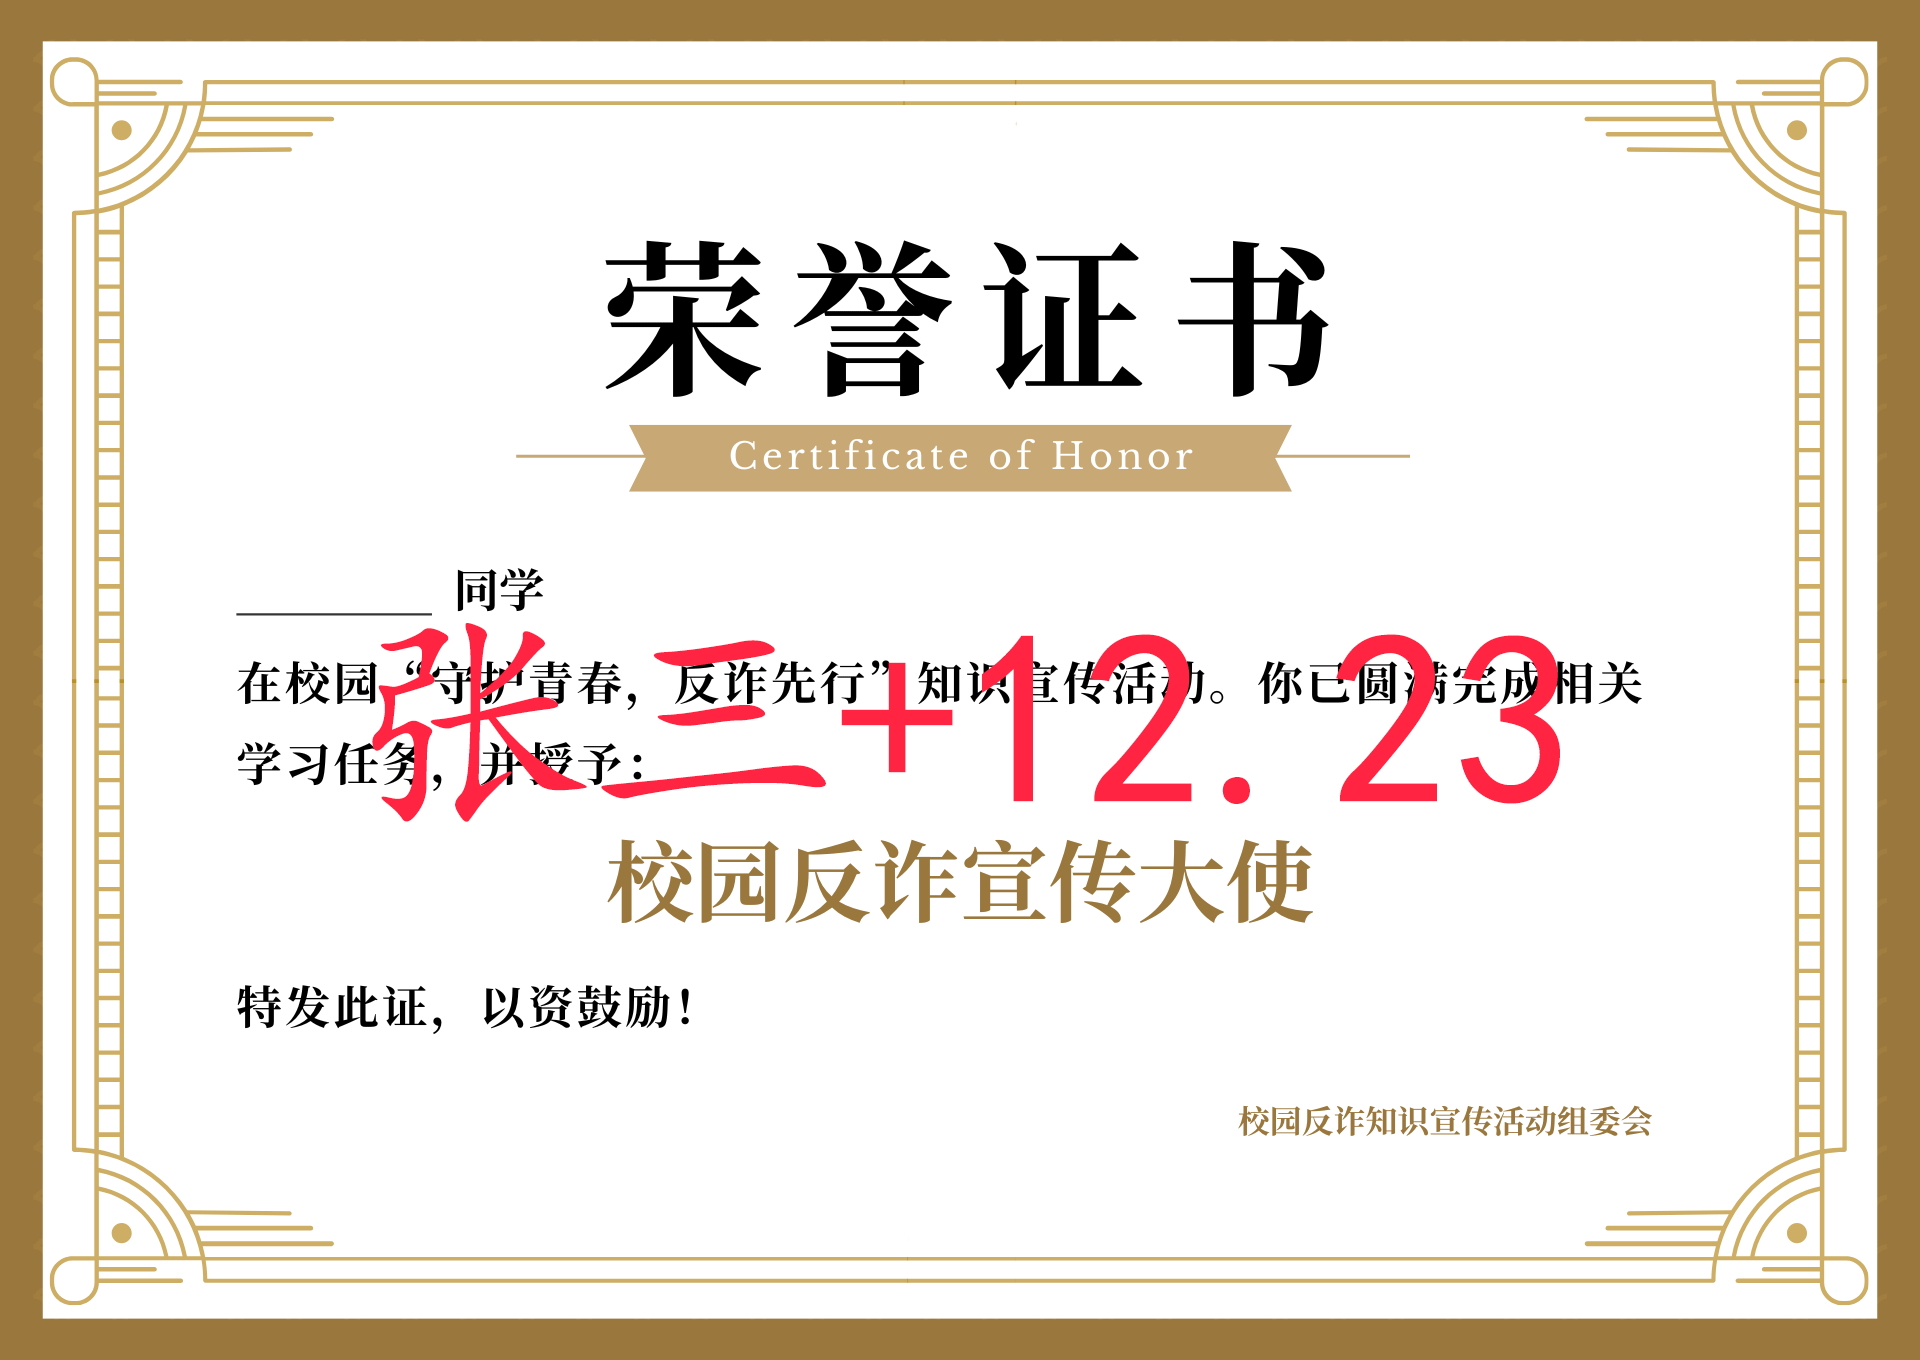 荣誉证书
Certificate of Honor
________ 同学
在校园“守护青春，反诈先行”知识宣传活动。你已圆满完成相关
学习任务，并授予：
张三+12.23
校园反诈宣传大使
特发此证，以资鼓励！
校园反诈知识宣传活动组委会